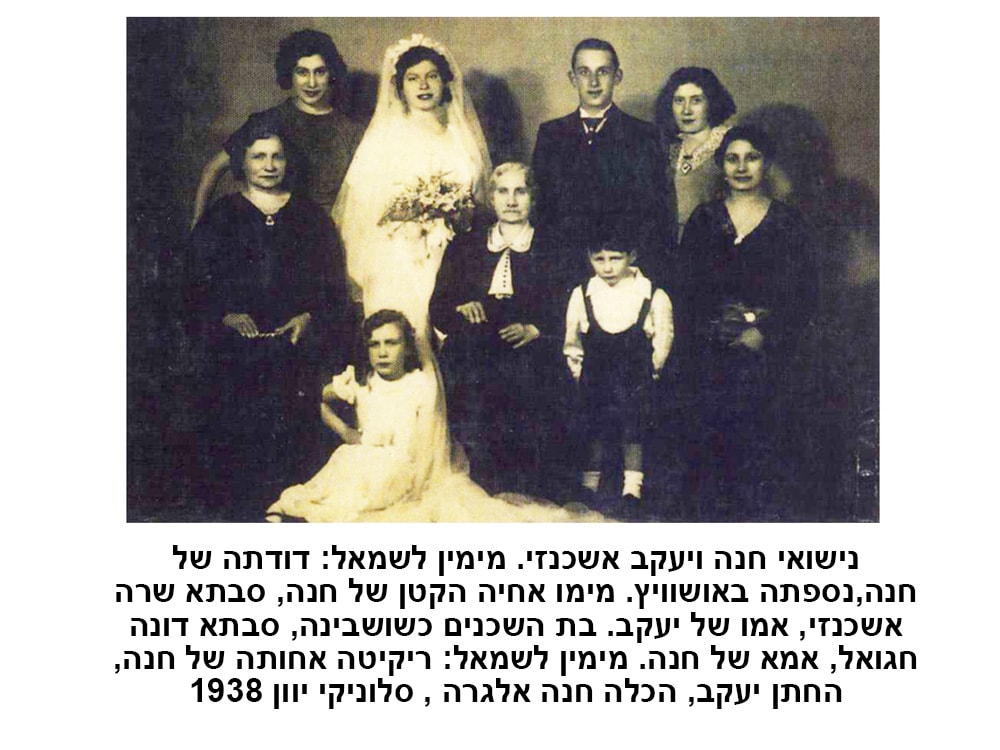 נישואי חנה ויעקב אשכנזי. מימין לשמאל: דודתה של
חנה,נספתה באושוויץ. מימו אחיה הקטן של חנה, סבתא שרה
אשכנזי, אמו של יעקב. בת השכנים כשושבינה, סבתא דונה
חגואל, אמא של חנה. מימין לשמאל: ריקיטה אחותה של חנה,
החתן יעקב, הכלה חנה אלגרה , סלוניקי יוון 1938